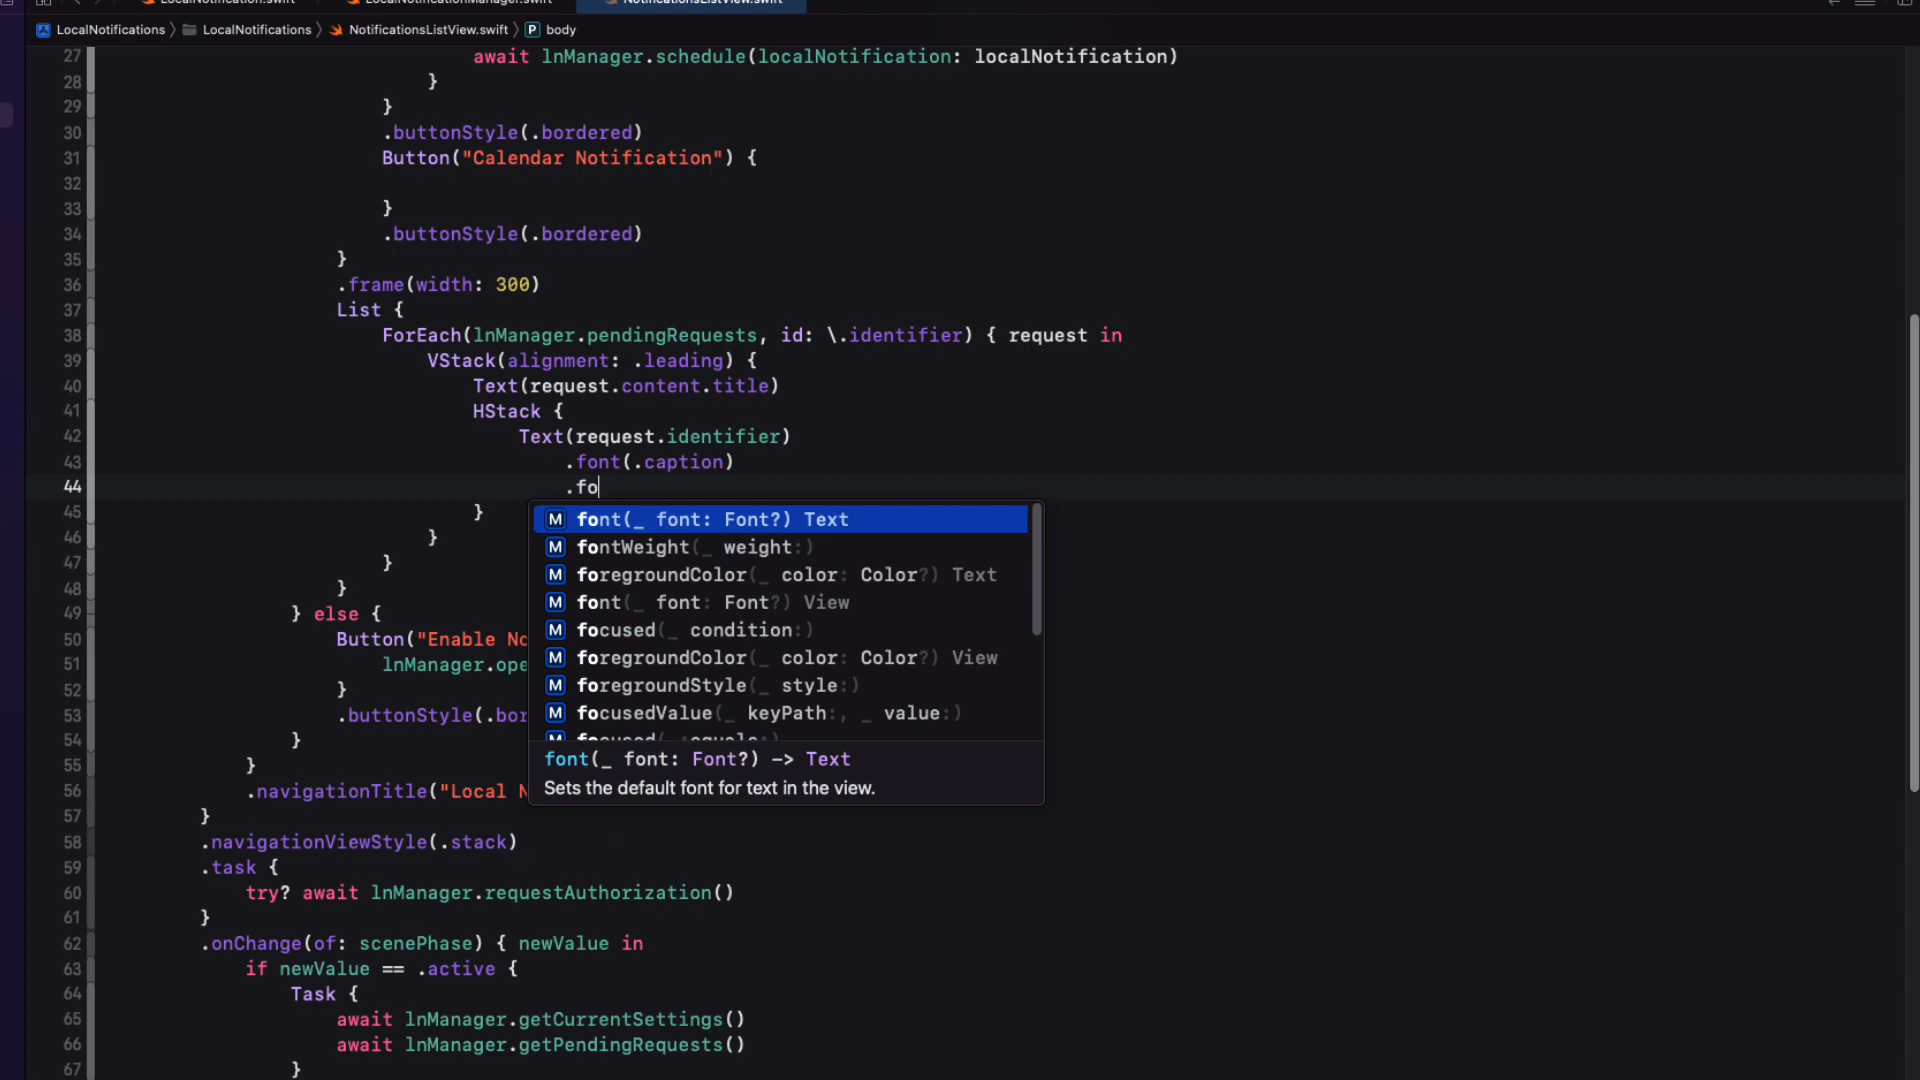 LocalNotification.swift LocalNotificationManager.swift NotificationsListView.swift
LocalNotifications LocalNotifications NotificationsListView.swift P body
27 await lnManager.schedule(localNotification: localNotification)
28 }
29 }
30 .buttonStyle(.bordered)
31 Button("Calendar Notification") {
32
33 }
34 .buttonStyle(.bordered)
35 }
36 .frame(width: 300)
37 List {
38 ForEach(lnManager.pendingRequests, id: \.identifier) { request in
39 VStack(alignment: .leading) {
40 Text(request.content.title)
41 HStack {
42 Text(request.identifier)
43 .font(.caption)
44 .fo
45 }
M font(_ font: Font?) Text
46 }
M fontWeight(_ weight:)
47 }
M foregroundColor(_ color: Color?) Text
48 }
M font(_ font: Font?) View
49 } else {
M focused(_ condition:)
50 Button("Enable No
M foregroundColor(_ color: Color?) View
51 lnManager.ope
52 }
M foregroundStyle(_ style:)
53 .buttonStyle(.bor
M focusedValue(_ keyPath:, _ value:)
54 }
M focused(_:equals:)
55 }
font(_ font: Font?) -> Text
56 .navigationTitle("Local N
Sets the default font for text in the view.
57 }
58 .navigationViewStyle(.stack)
59 .task {
60 try? await lnManager.requestAuthorization()
61 }
62 .onChange(of: scenePhase) { newValue in
63 if newValue == .active {
64 Task {
65 await lnManager.getCurrentSettings()
66 await lnManager.getPendingRequests()
67 }